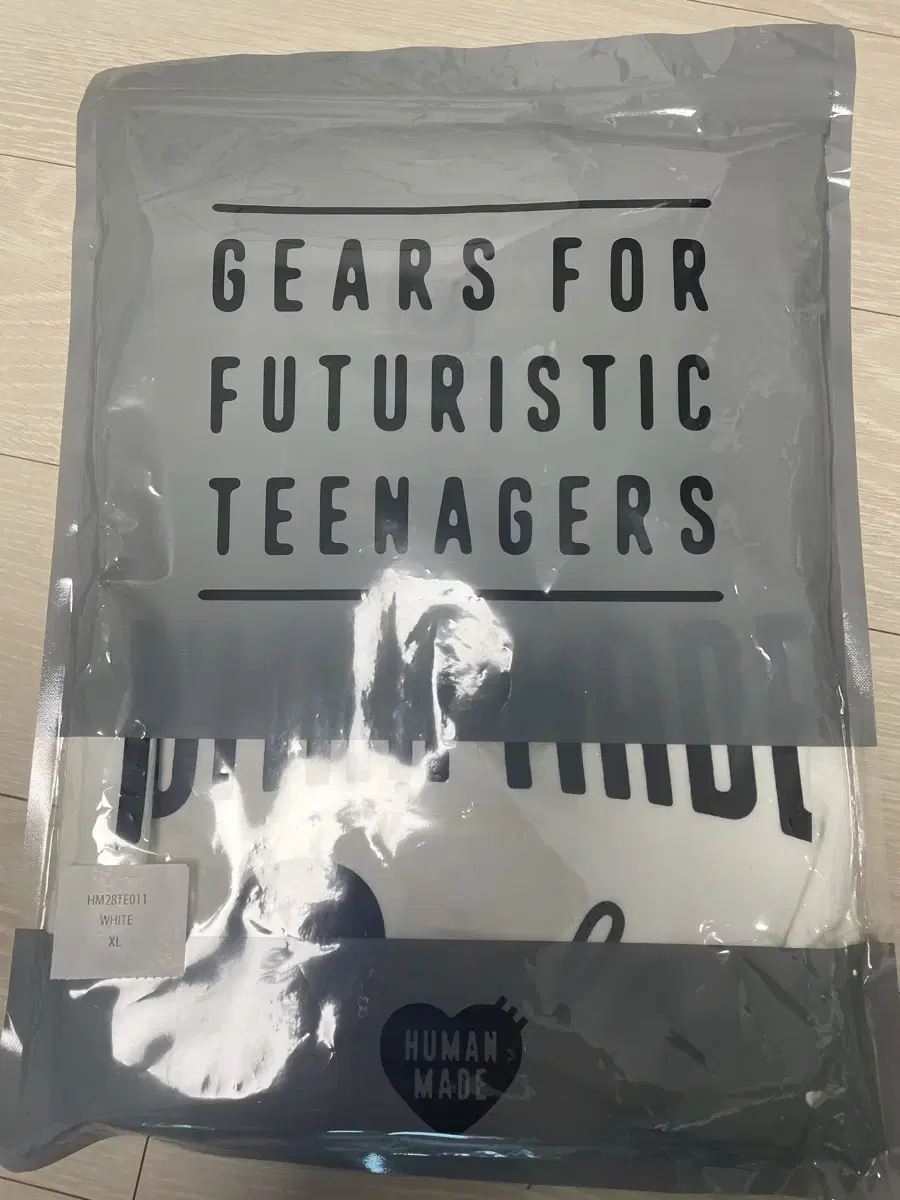 GEARS FOR
FUTURISTIC
TEENAGERS
HM28TE011
WHITE
XL
HUMAN
MADE